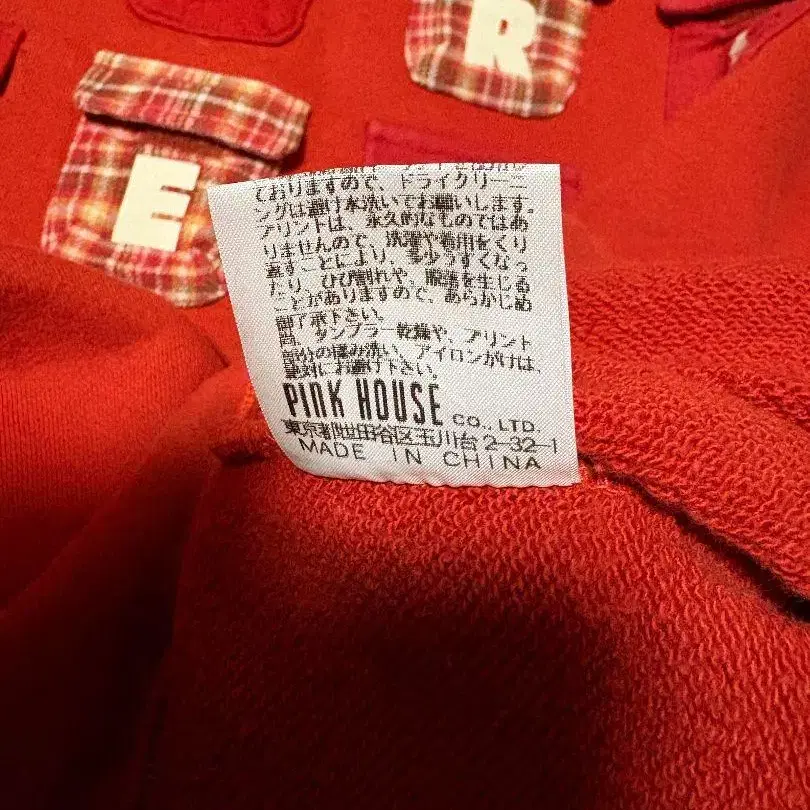 R
E
ておりますので、ドライクリーニ
ングは避け水洗いでお願いします。
プリントは、永久的なものではあ
りませんので、洗濯や着用をくり
返すことにより、多少うすくなっ
たり、ひび割れや、脱落を生じる
ことがありますので、あらかじめ
御了承下さい。
尚、タンブラー乾燥や、プリント
部分の揉み洗い、アイロンがけは、
絶対にお避け下さい。
PINK HOUSE CO., LTD.
東京都世田谷区玉川台2-32-1
MADE IN CHINA